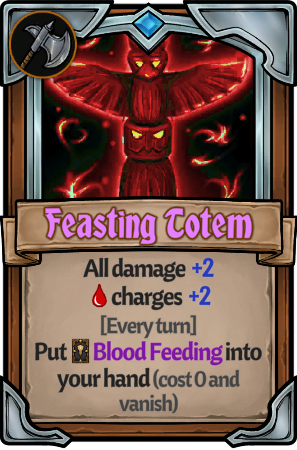 Feasting Totem
All damage +2
charges +2
[Every turn]
Put Blood Feeding into
your hand (cost 0 and
vanish)